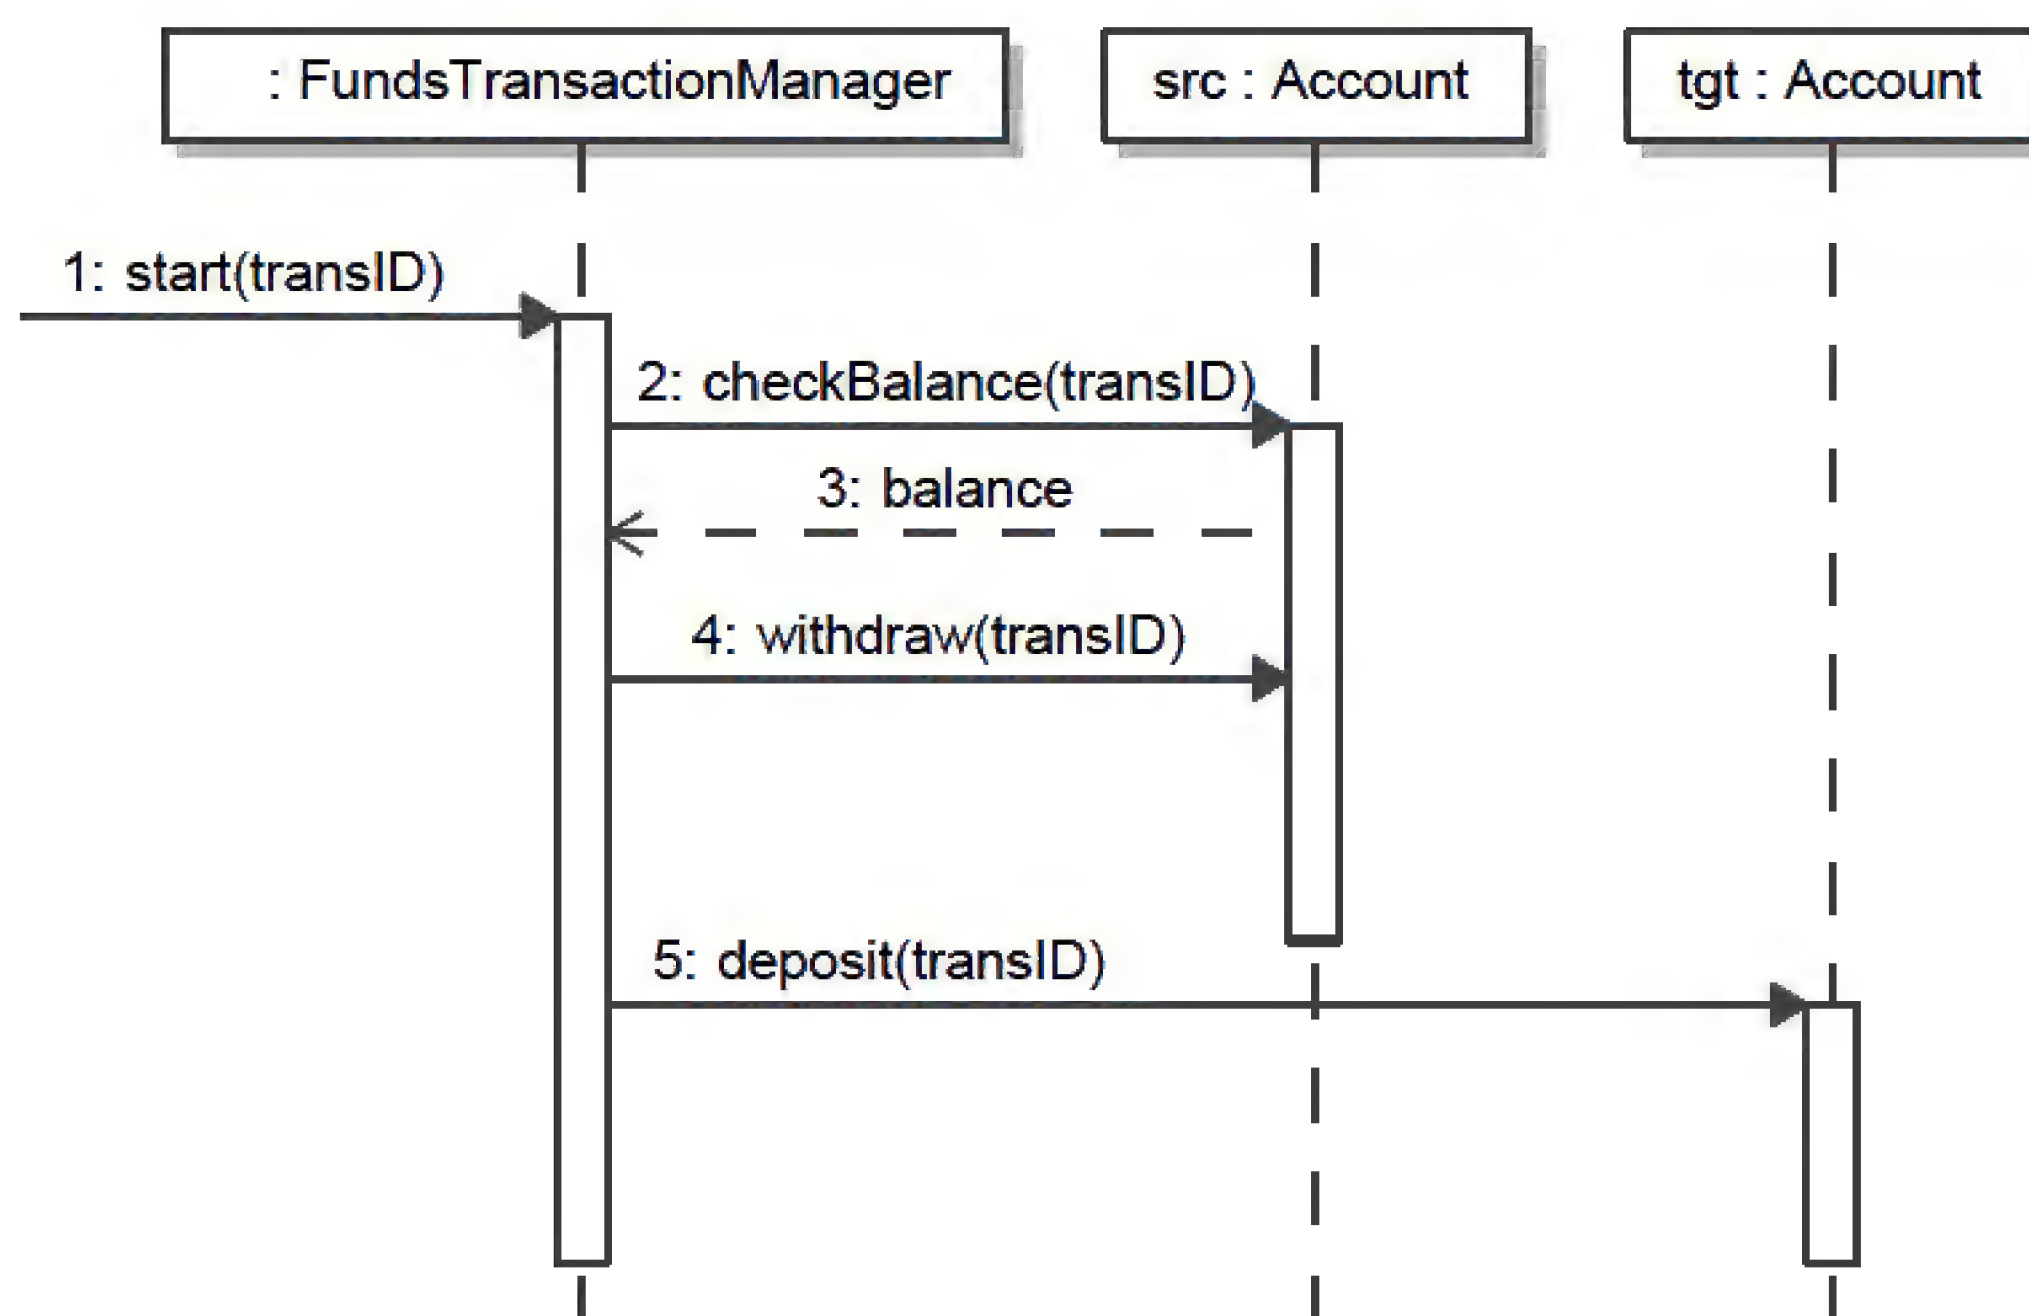 : FundsTransactionManager
src : Account
tgt : Account
1: start(transID)
2: checkBalance(transID)
3: balance
4: withdraw(transID)
5: deposit(transID)